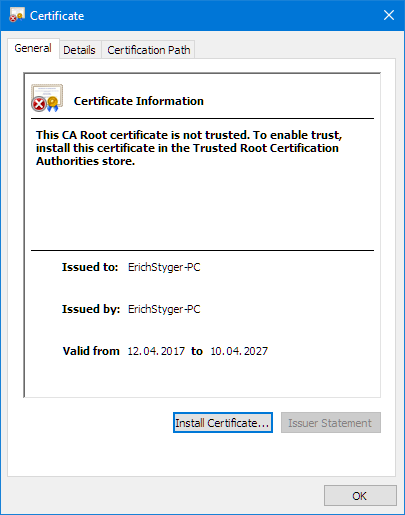 Certificate
General Details Certification Path
Certificate Information
This CA Root certificate is not trusted. To enable trust,
install this certificate in the Trusted Root Certification
Authorities store.
Issued to: ErichStyger-PC
Issued by: ErichStyger-PC
Valid from 12.04.2017 to 10.04.2027
Install Certificate... Issuer Statement
OK